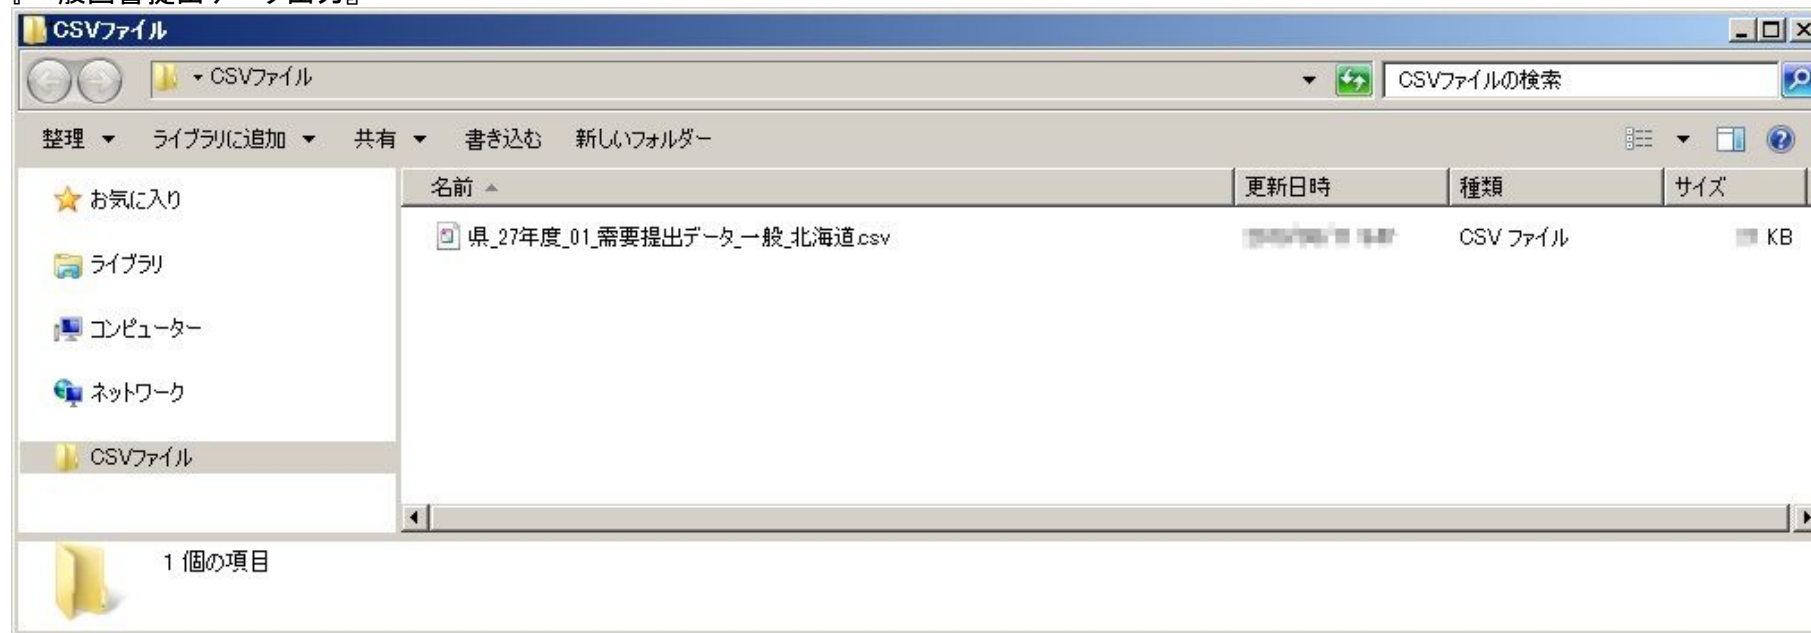 CSVファイル
CSVファイル
CSVファイルの検索
整理 ライブラリに追加 共有 書き込む 新しいフォルダー
お気に入り
ライブラリ
コンピューター
ネットワーク
CSVファイル
名前 更新日時 種類 サイズ
県_27年度_01_需要提出データ_一般_北海道.csv CSV ファイル KB
1 個の項目